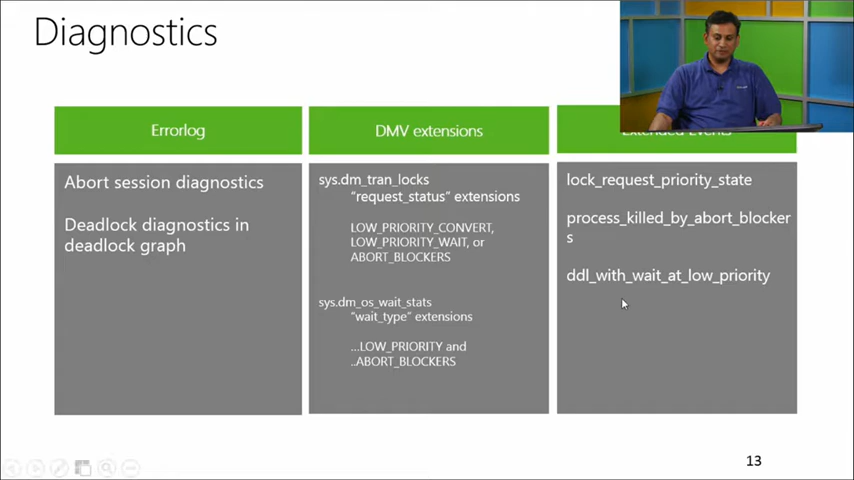 Diagnostics
Errorlog
Abort session diagnostics
Deadlock diagnostics in
deadlock graph
DMV extensions
sys.dm_tran_locks
"request_status" extensions
LOW_PRIORITY_CONVERT,
LOW_PRIORITY_WAIT, or
ABORT_BLOCKERS
sys.dm_os_wait_stats
"wait_type" extensions
...LOW_PRIORITY and
..ABORT_BLOCKERS
Extended Events
lock_request_priority_state
process_killed_by_abort_blocker
s
ddl_with_wait_at_low_priority
13